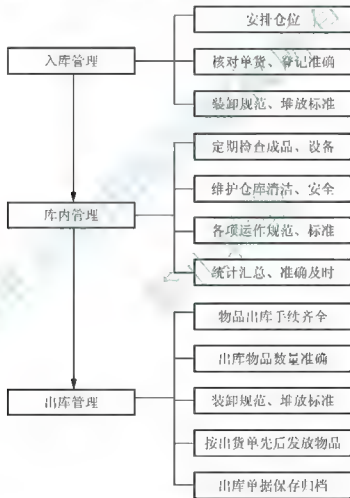 安排仓位
入库管理
核对单货、登记准确
装卸规范、堆放标准
定期检查成品、设备
维护仓库清洁、安全
库内管理
各项运作规范、标准
统计汇总、准确及时
物品出库手续齐全
出库物品数量准确
出库管理
装卸规范、堆放标准
按出货单先后发放物品
出库单据保存归档